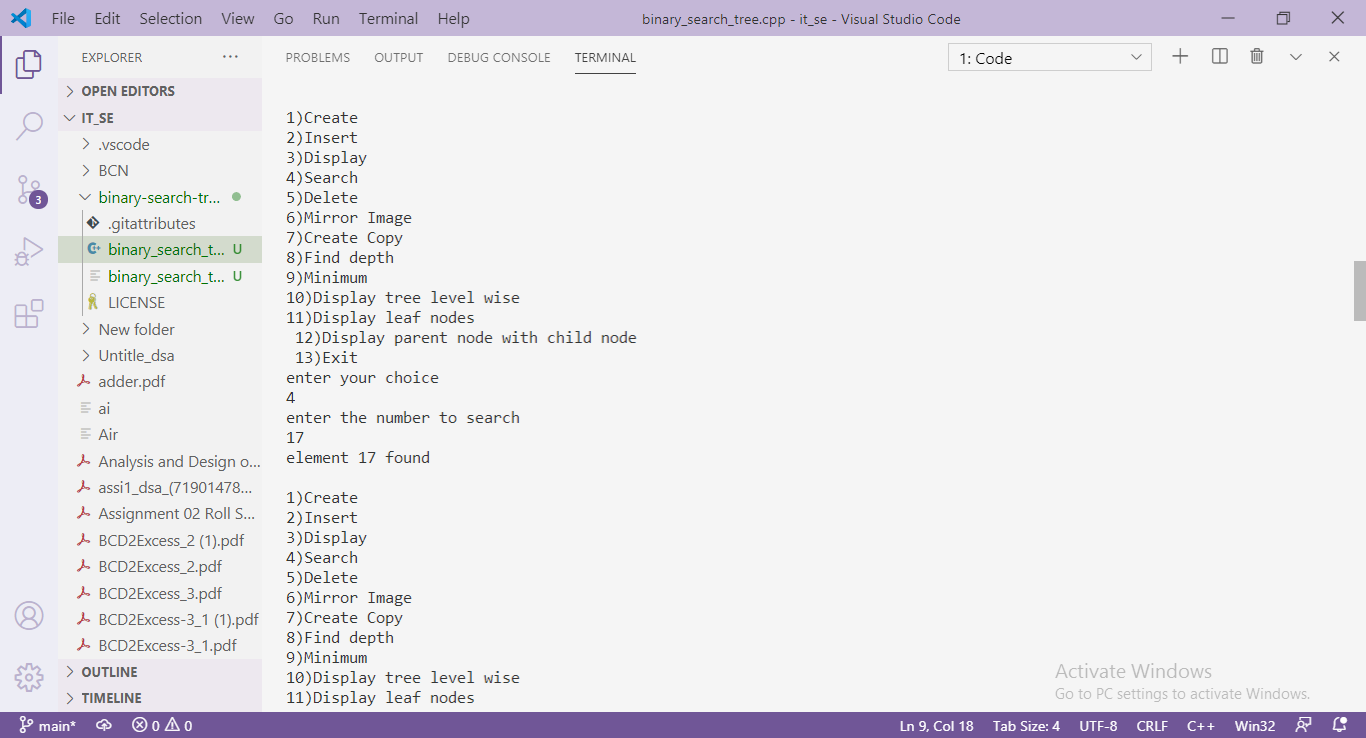 File Edit Selection View Go Run Terminal Help binary_search_tree.cpp - it_se - Visual Studio Code
EXPLORER ...
OPEN EDITORS
IT_SE
.vscode
BCN
binary-search-tr...
.gitattributes
binary_search_t... U
binary_search_t... U
LICENSE
New folder
Untitle_dsa
adder.pdf
ai
Air
Analysis and Design o...
assi1_dsa_(71901478...
Assignment 02 Roll S...
BCD2Excess_2 (1).pdf
BCD2Excess_2.pdf
BCD2Excess_3.pdf
BCD2Excess-3_1 (1).pdf
BCD2Excess-3_1.pdf
OUTLINE
TIMELINE
3
PROBLEMS OUTPUT DEBUG CONSOLE TERMINAL 1: Code
1)Create
2)Insert
3)Display
4)Search
5)Delete
6)Mirror Image
7)Create Copy
8)Find depth
9)Minimum
10)Display tree level wise
11)Display leaf nodes
12)Display parent node with child node
13)Exit
enter your choice
4
enter the number to search
17
element 17 found
1)Create
2)Insert
3)Display
4)Search
5)Delete
6)Mirror Image
7)Create Copy
8)Find depth
9)Minimum
10)Display tree level wise
11)Display leaf nodes
Activate Windows
Go to PC settings to activate Windows.
main* 0 0 Ln 9, Col 18 Tab Size: 4 UTF-8 CRLF C++ Win32